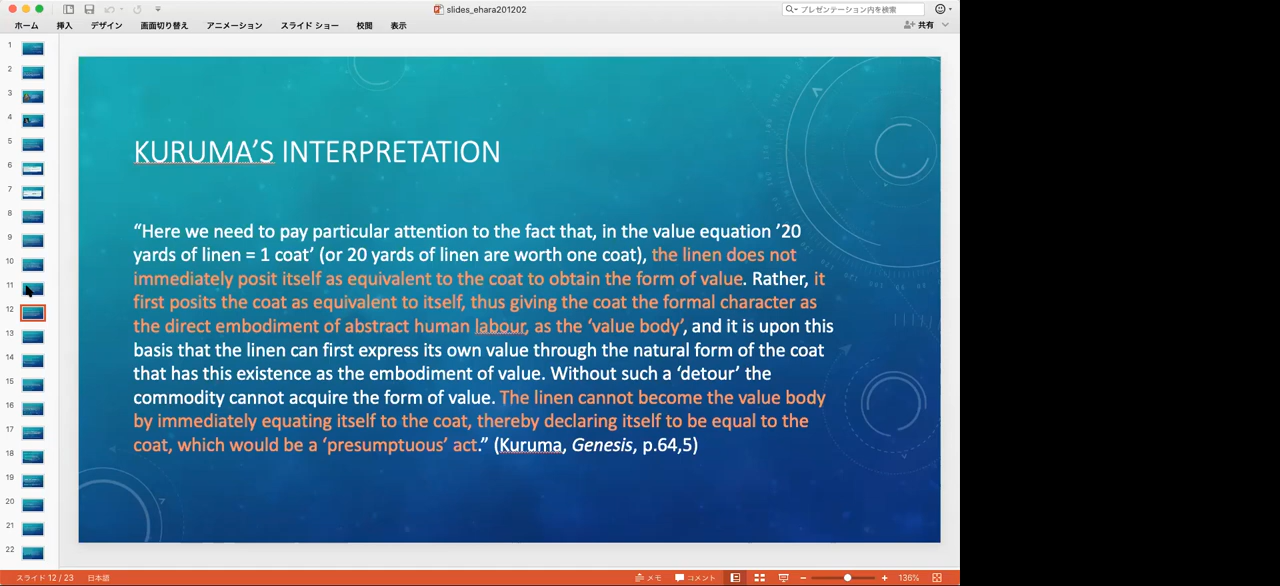 slides_ehara201202
プレゼンテーション内を検索
ホーム 挿入 デザイン 画面切り替え アニメーション スライド ショー 校閲 表示
共有
1
2
3
4
5
6
7
8
9
10
11
12
13
14
15
16
17
18
19
20
21
22
KURUMA’S INTERPRETATION
“Here we need to pay particular attention to the fact that, in the value equation ’20
yards of linen = 1 coat’ (or 20 yards of linen are worth one coat), the linen does not
immediately posit itself as equivalent to the coat to obtain the form of value. Rather, it
first posits the coat as equivalent to itself, thus giving the coat the formal character as
the direct embodiment of abstract human labour, as the ‘value body’, and it is upon this
basis that the linen can first express its own value through the natural form of the coat
that has this existence as the embodiment of value. Without such a ‘detour’ the
commodity cannot acquire the form of value. The linen cannot become the value body
by immediately equating itself to the coat, thereby declaring itself to be equal to the
coat, which would be a ‘presumptuous’ act.” (Kuruma, Genesis, p.64,5)
スライド 12 / 23 日本語 メモ コメント 136%